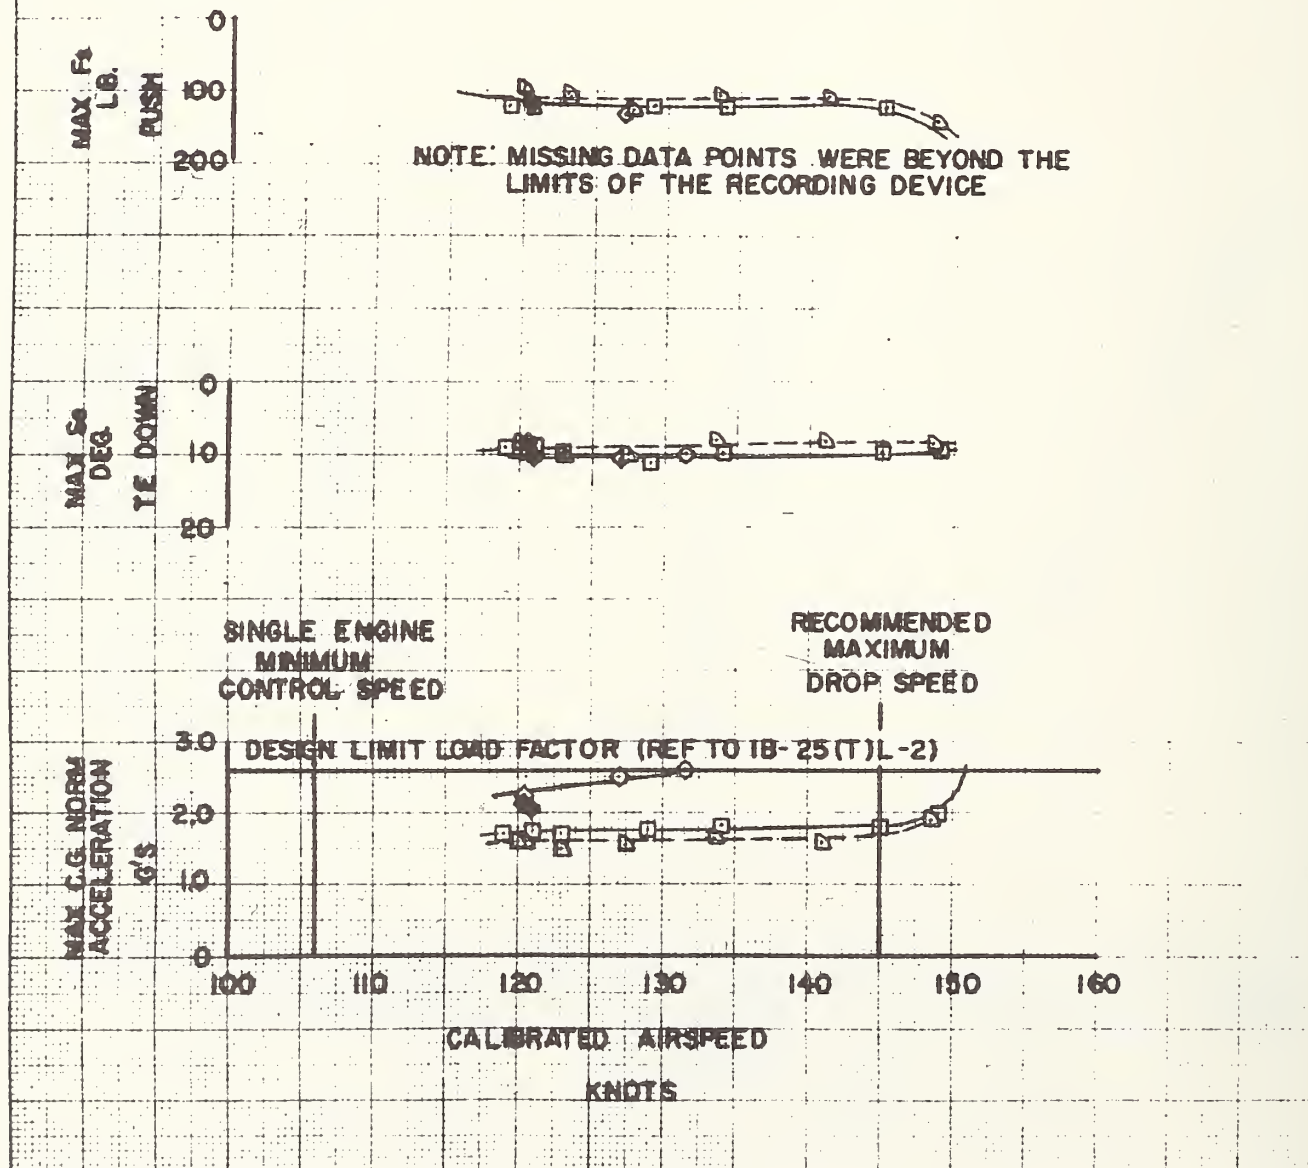 MAX Fs
LB.
PUSH
0
100
200
NOTE: MISSING DATA POINTS WERE BEYOND THE
LIMITS OF THE RECORDING DEVICE
MAX Se
DEG.
TE DOWN
0
10
20
SINGLE ENGINE
MINIMUM
CONTROL SPEED
RECOMMENDED
MAXIMUM
DROP SPEED
MAX C.G. NORM
ACCELERATION
G'S
3.0
2.0
1.0
0
DESIGN LIMIT LOAD FACTOR (REF TO 1B-25(T)L-2)
100 110 120 130 140 150 160
CALIBRATED AIRSPEED
KNOTS